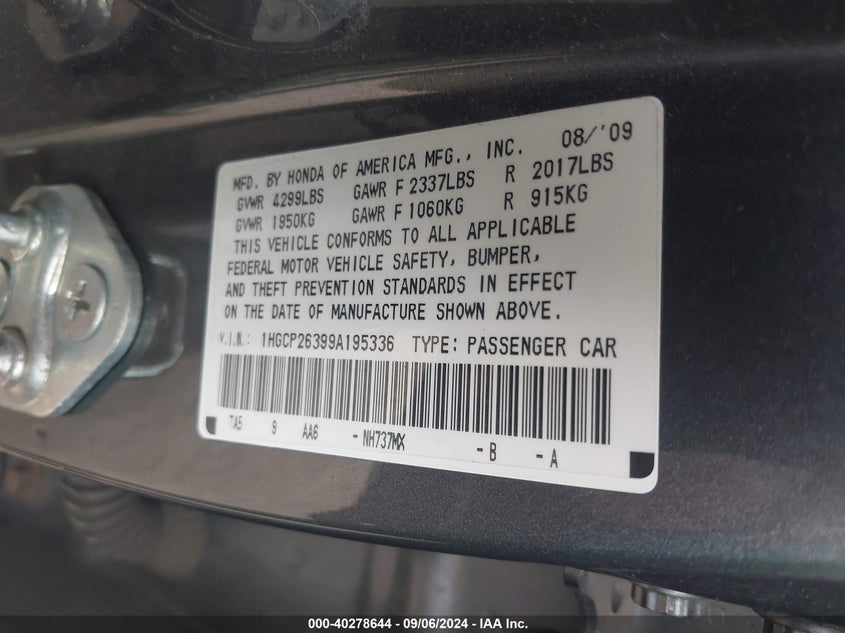 MFD. BY HONDA OF AMERICA MFG., INC. 08/'09
GVWR 4299LBS GAWR F 2337LBS R 2017LBS
GVWR 1950KG GAWR F 1060KG R 915KG
THIS VEHICLE CONFORMS TO ALL APPLICABLE
FEDERAL MOTOR VEHICLE SAFETY, BUMPER,
AND THEFT PREVENTION STANDARDS IN EFFECT
ON THE DATE OF MANUFACTURE SHOWN ABOVE.
V.I.N.: 1HGCP26399A195336 TYPE: PASSENGER CAR
TA5 9 AA6 - NH737MX - B - A
000-40278644 - 09/06/2024 - IAA Inc.